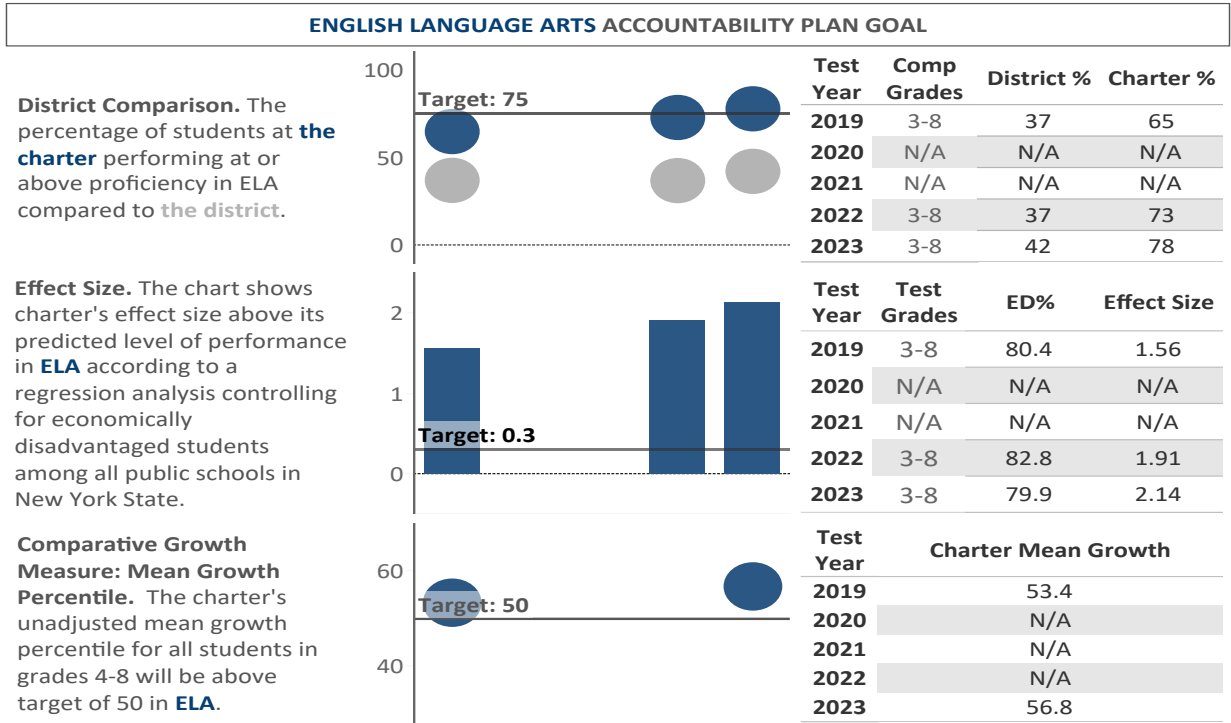 ENGLISH LANGUAGE ARTS ACCOUNTABILITY PLAN GOAL
District Comparison. The
percentage of students at the
charter performing at or
above proficiency in ELA
compared to the district.
100
Target: 75
50
0
Test Year Comp Grades District % Charter %
2019 3-8 37 65
2020 N/A N/A N/A
2021 N/A N/A N/A
2022 3-8 37 73
2023 3-8 42 78
Effect Size. The chart shows
charter's effect size above its
predicted level of performance
in ELA according to a
regression analysis controlling
for economically
disadvantaged students
among all public schools in
New York State.
2
1
Target: 0.3
0
Test Year Test Grades ED% Effect Size
2019 3-8 80.4 1.56
2020 N/A N/A N/A
2021 N/A N/A N/A
2022 3-8 82.8 1.91
2023 3-8 79.9 2.14
Comparative Growth
Measure: Mean Growth
Percentile. The charter's
unadjusted mean growth
percentile for all students in
grades 4-8 will be above
target of 50 in ELA.
60
Target: 50
40
Test Year Charter Mean Growth
2019 53.4
2020 N/A
2021 N/A
2022 N/A
2023 56.8